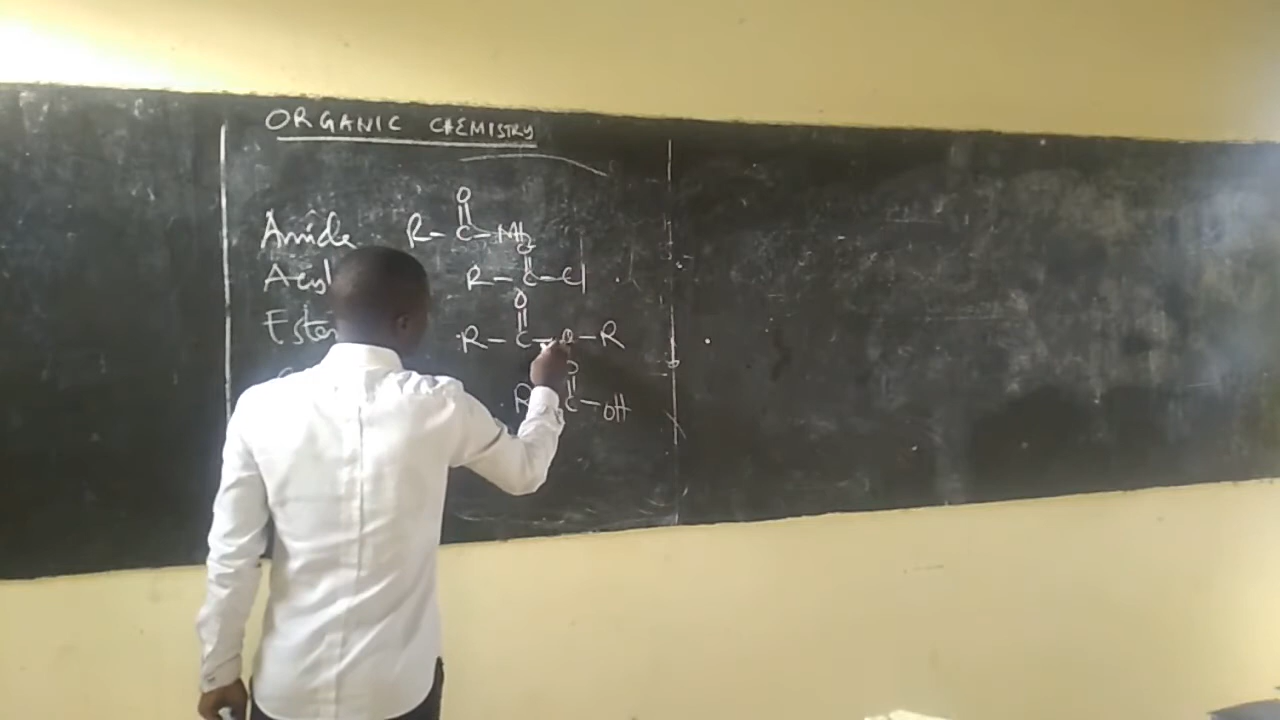 ORGANIC CHEMISTRY
Amide R-C-NH2
O
Acyl R-C-Cl
O
Ester R-C-O-R
O
R C-OH
O